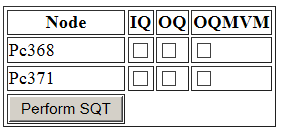 Node IQ OQ OQMVM
Pc368
Pc371
Perform SQT